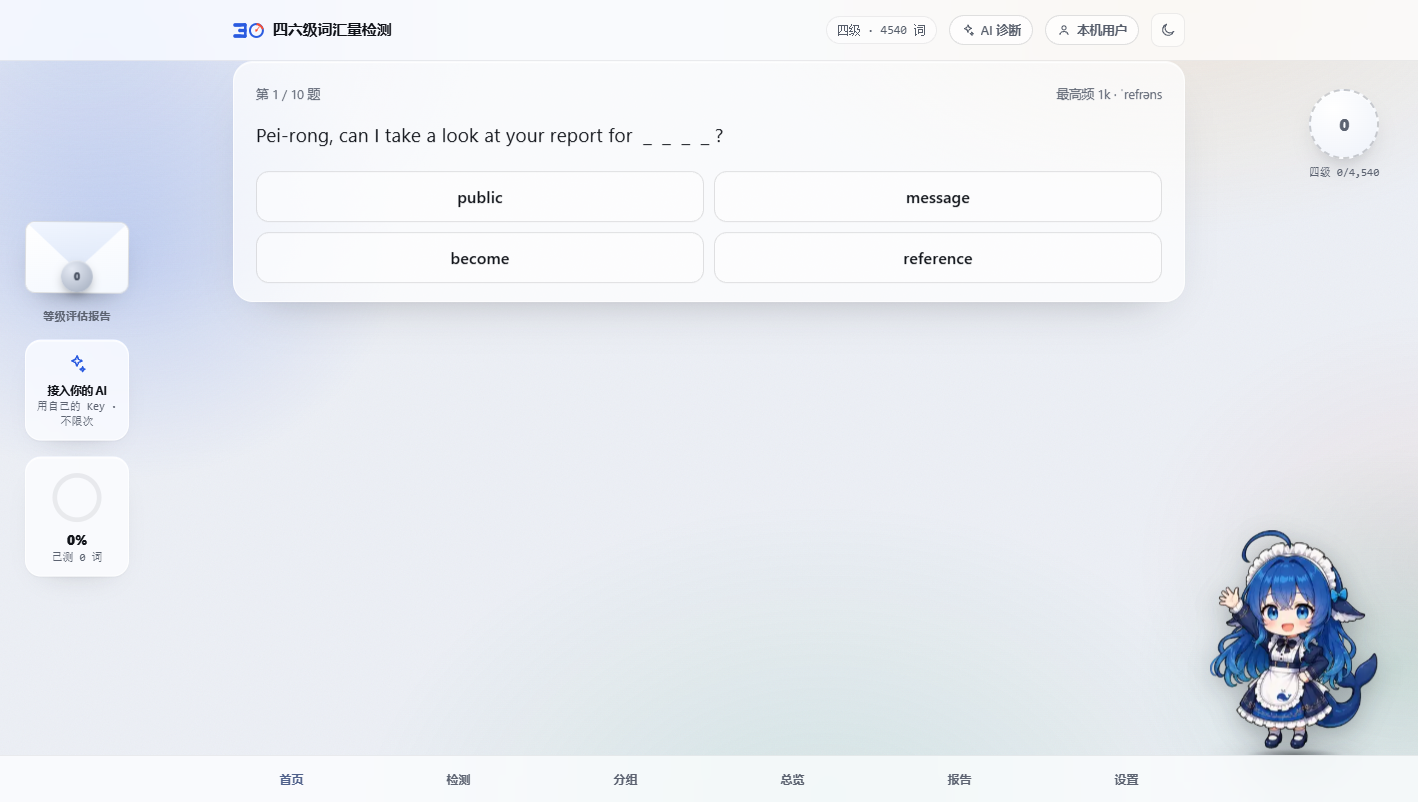 四六级词汇量检测
四级 · 4540 词
AI 诊断
本机用户
第 1 / 10 题
最高频 1k · ˈrefrəns
Pei-rong, can I take a look at your report for _ _ _ _ ?
public
message
become
reference
0
四级 0/4,540
0
等级评估报告
接入你的 AI
用自己的 Key ·
不限次
0%
已测 0 词
首页
检测
分组
总览
报告
设置